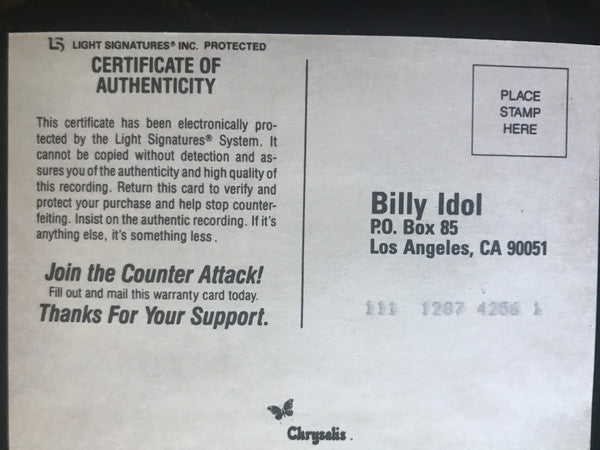 LS LIGHT SIGNATURES® INC. PROTECTED
CERTIFICATE OF
AUTHENTICITY
This certificate has been electronically pro-
tected by the Light Signatures® System. It
cannot be copied without detection and as-
sures you of the authenticity and high quality of
this recording. Return this card to verify and
protect your purchase and help stop counter-
feiting. Insist on the authentic recording. If it's
anything else, it's something less.
Join the Counter Attack!
Fill out and mail this warranty card today.
Thanks For Your Support.
PLACE
STAMP
HERE
Billy Idol
P.O. Box 85
Los Angeles, CA 90051
111 1287 4256 1
Chrysalis.